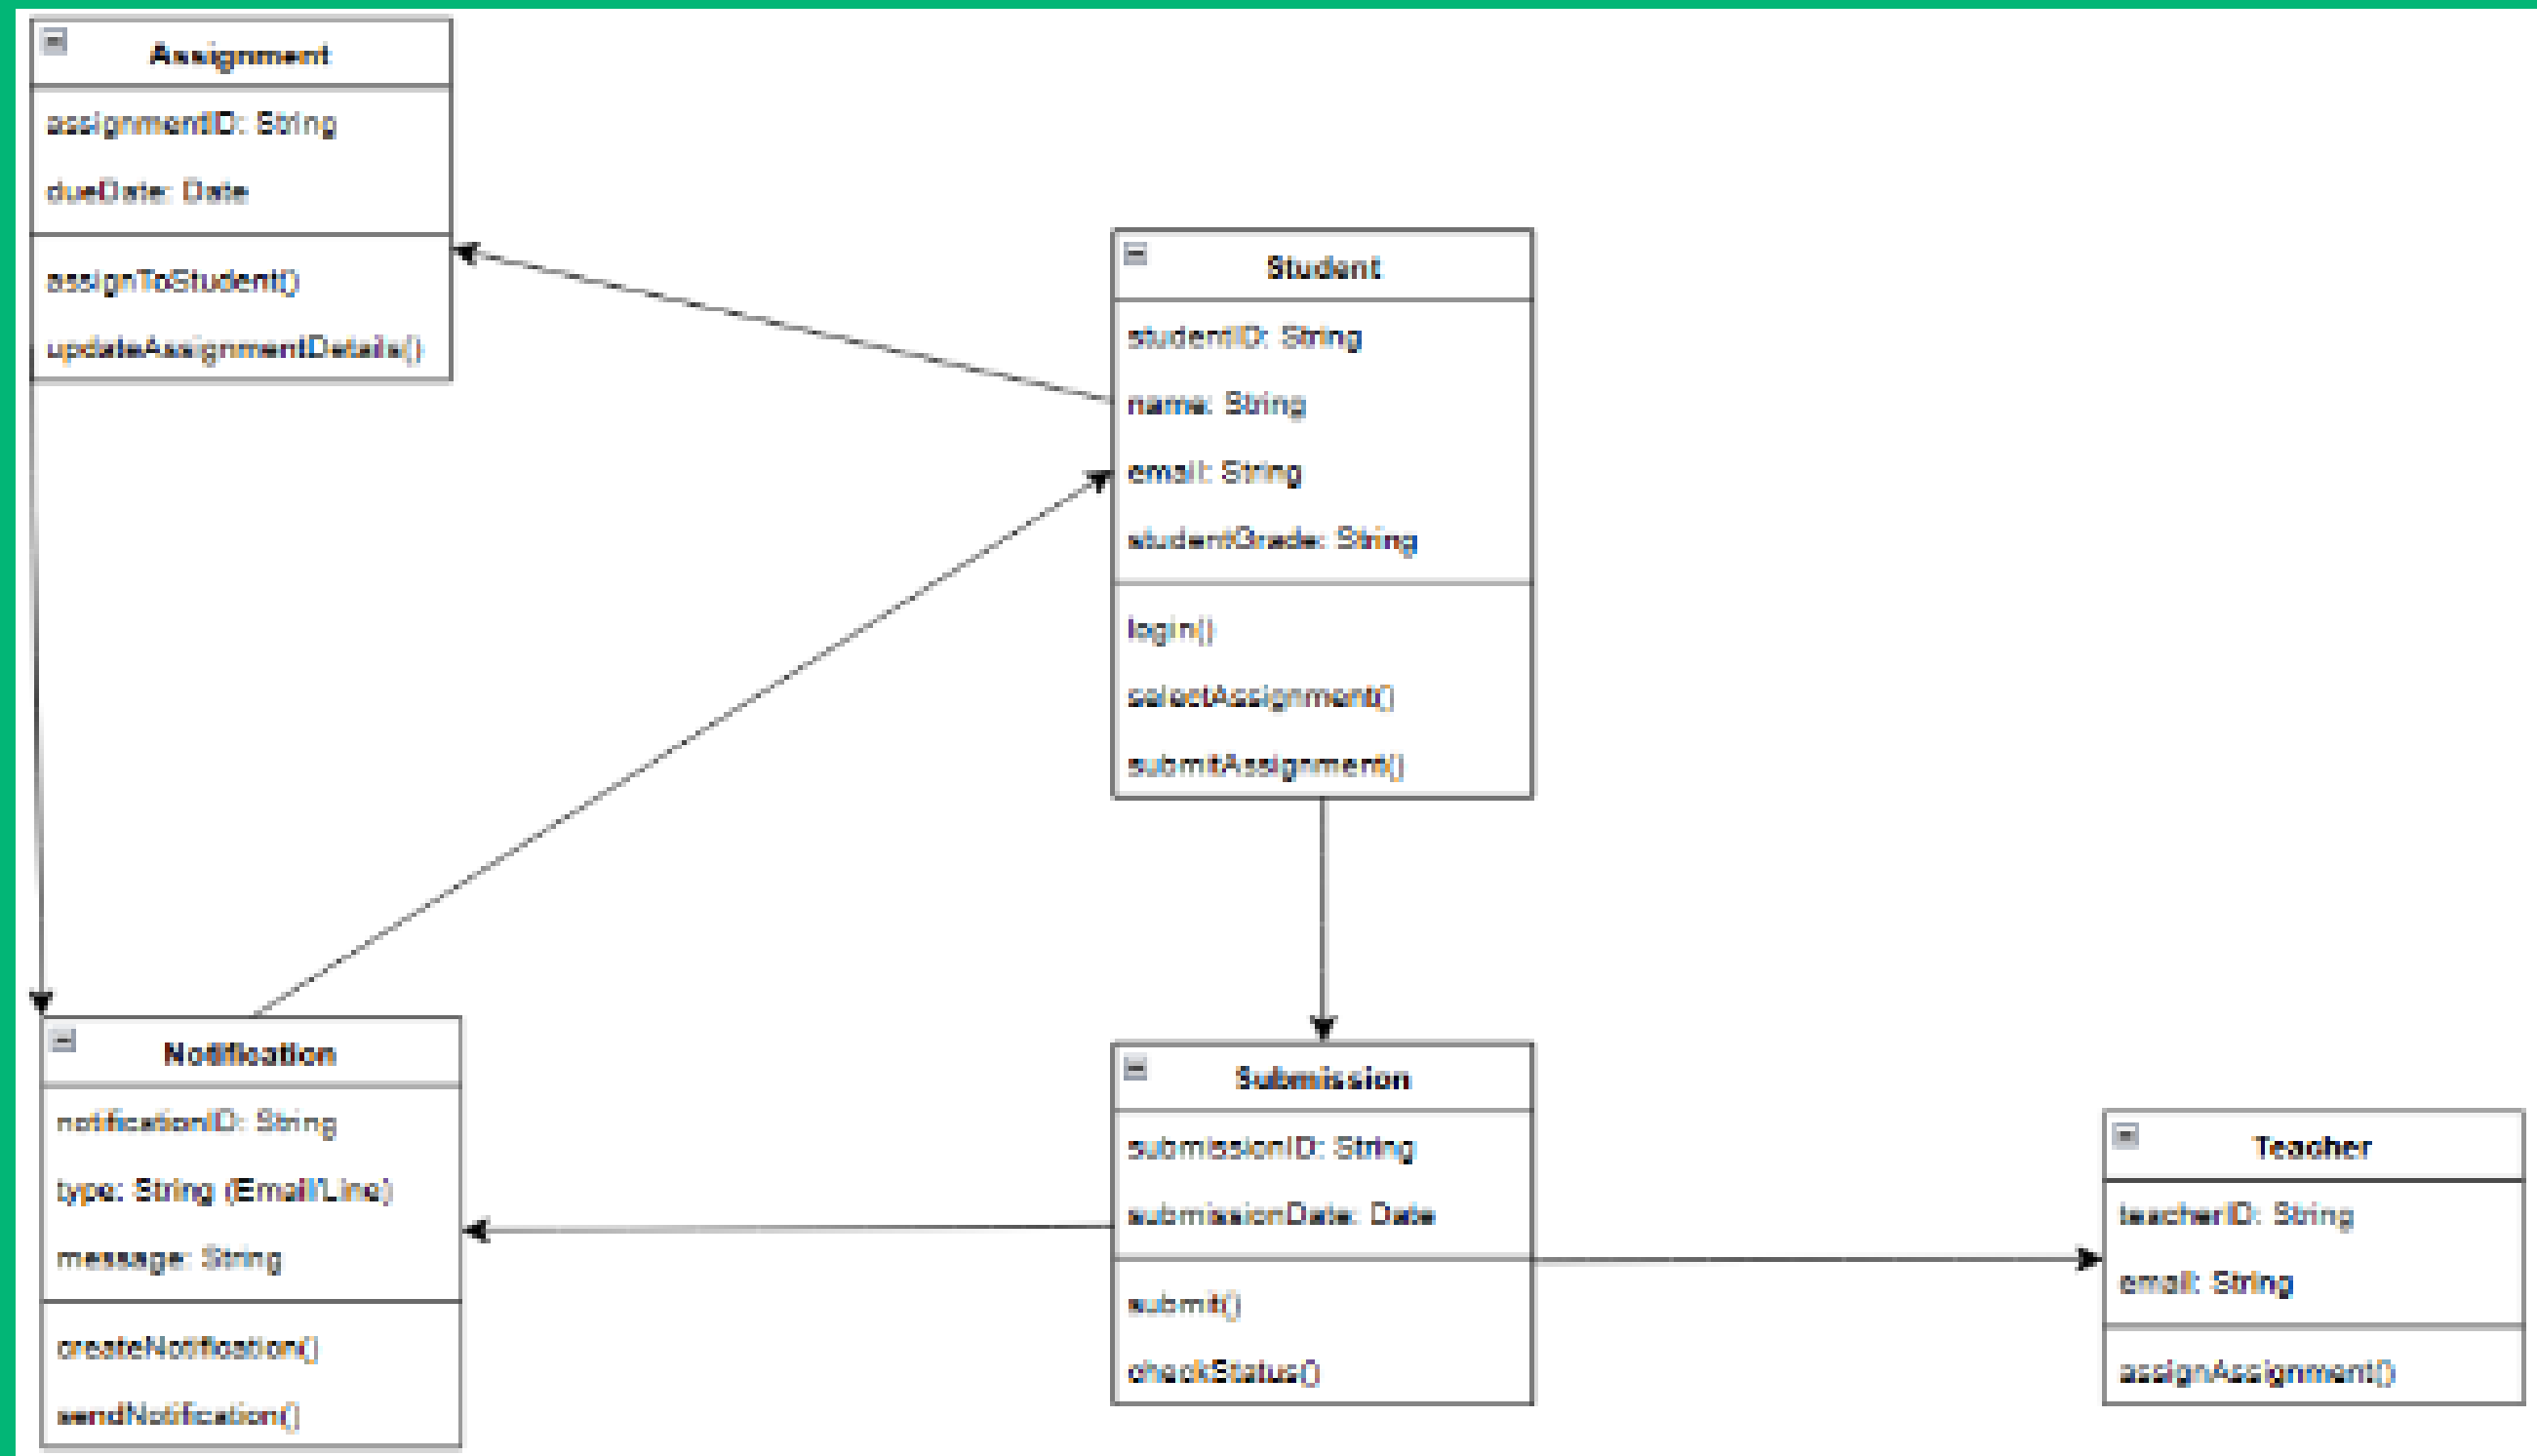 Assignment
assignmentID: String
dueDate: Date
assignToStudent()
updateAssignmentDetails()
Student
studentID: String
name: String
email: String
studentGrade: String
login()
selectAssignment()
submitAssignment()
Notification
notificationID: String
type: String (Email/Line)
message: String
createNotification()
sendNotification()
Submission
submissionID: String
submissionDate: Date
submit()
checkStatus()
Teacher
teacherID: String
email: String
assignAssignment()